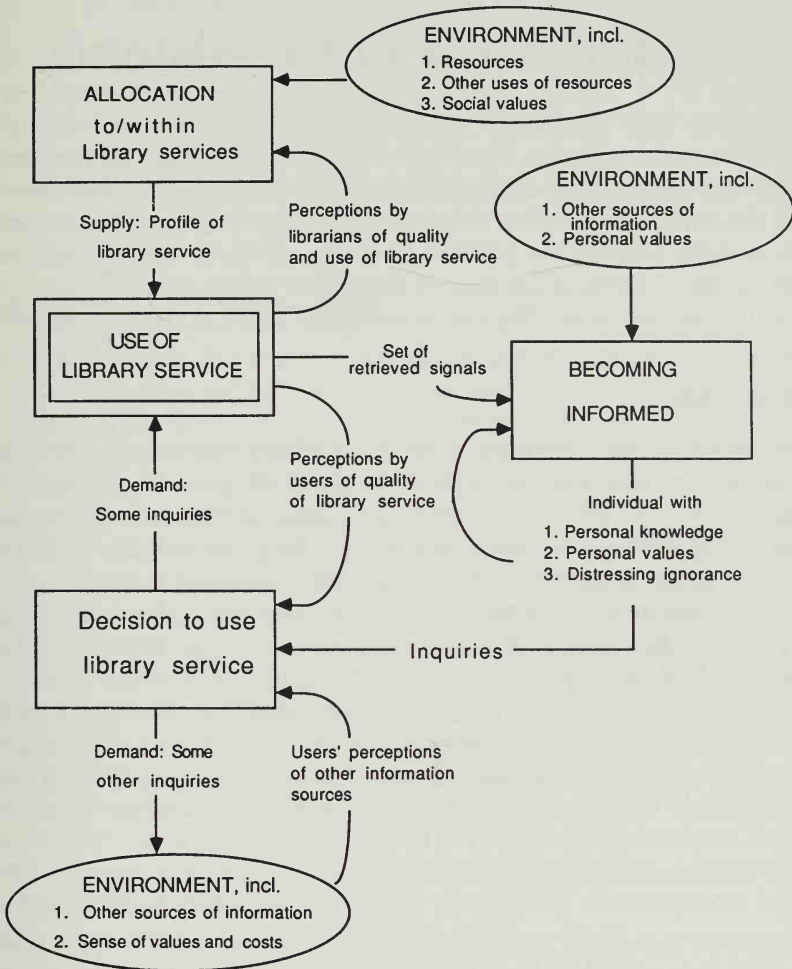 ENVIRONMENT, incl.
1. Resources
2. Other uses of resources
3. Social values
ALLOCATION
to/within
Library services
Supply: Profile of
library service
Perceptions by
librarians of quality
and use of library service
ENVIRONMENT, incl.
1. Other sources of
information
2. Personal values
USE OF
LIBRARY SERVICE
Set of
retrieved signals
BECOMING
INFORMED
Demand:
Some inquiries
Perceptions by
users of quality
of library service
Individual with
1. Personal knowledge
2. Personal values
3. Distressing ignorance
Decision to use
library service
Inquiries
Demand: Some
other inquiries
Users' perceptions
of other information
sources
ENVIRONMENT, incl.
1. Other sources of information
2. Sense of values and costs